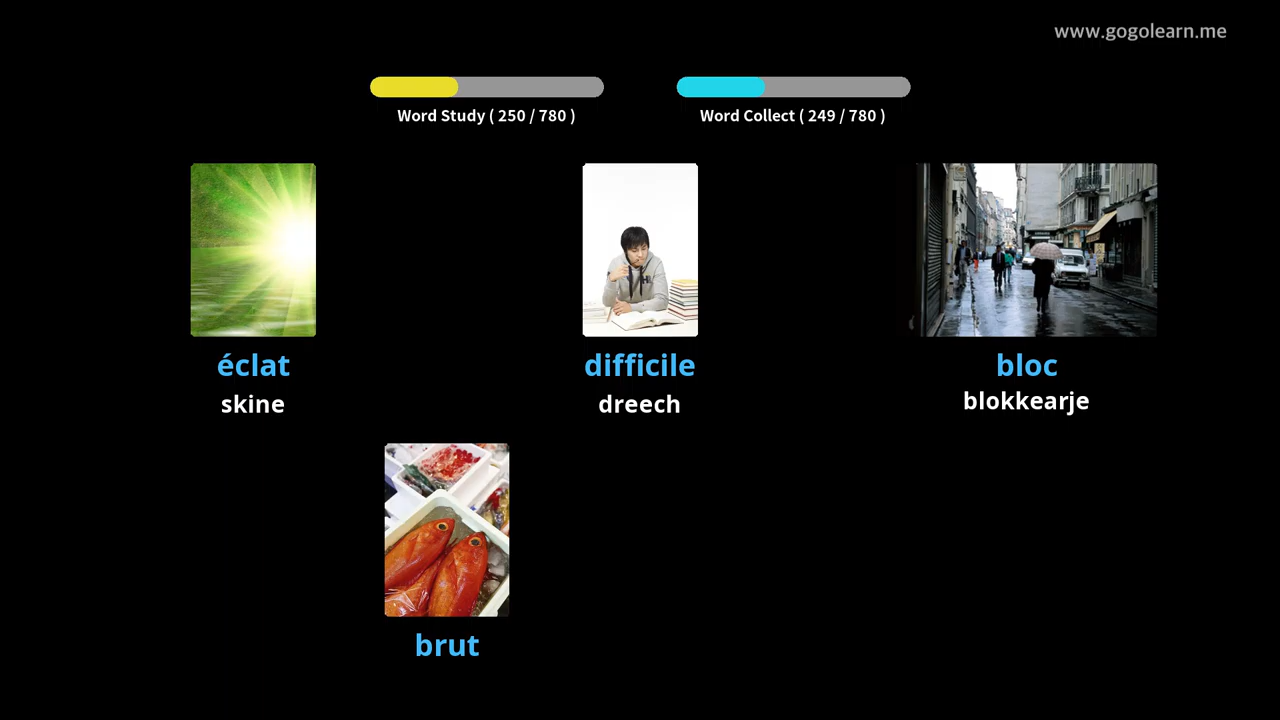 www.gogolearn.me
Word Study ( 250 / 780 )
Word Collect ( 249 / 780 )
éclat
skine
difficile
dreech
bloc
blokkearje
brut